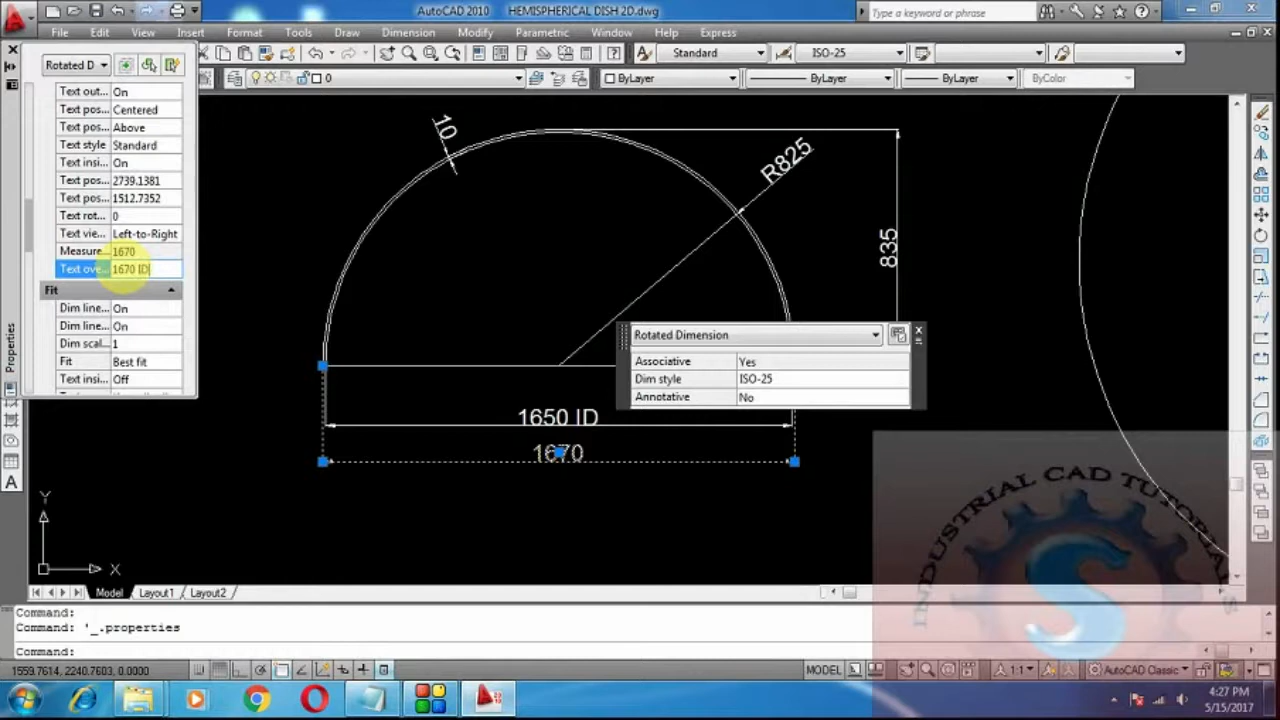 AutoCAD 2010 HEMISPHERICAL DISH 2D.dwg
Type a keyword or phrase
File Edit View Insert Format Tools Draw Dimension Modify Parametric Window Help Express
Standard ISO-25
Rotated D
0 ByLayer ByLayer ByLayer ByColor
Text out... On
Text pos... Centered
Text pos... Above
Text style Standard
Text insi... On
Text pos... 2739.1381
Text pos... 1512.7352
Text rot... 0
Text vie... Left-to-Right
Measure... 1670
Text ove... 1670 ID
Fit
Dim line... On
Dim line... On
Dim scal... 1
Fit Best fit
Text insi... Off
Properties
10
R825
835
Rotated Dimension
Associative Yes
Dim style ISO-25
Annotative No
1650 ID
1670
Y
X
A
INDUSTRIAL CAD TUTORIALS
S
Model Layout1 Layout2
Command:
Command: '_.properties
Command:
1559.7614, 2240.7603, 0.0000
MODEL
1:1
AutoCAD Classic
4:27 PM
5/15/2017